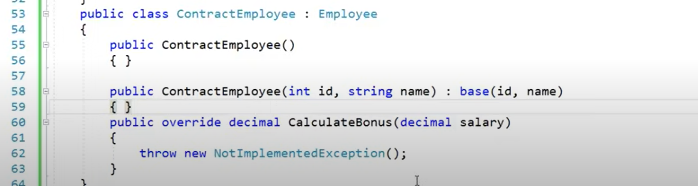 53 public class ContractEmployee : Employee
54 {
55 public ContractEmployee()
56 { }
57
58 public ContractEmployee(int id, string name) : base(id, name)
59 { }
60 public override decimal CalculateBonus(decimal salary)
61 {
62 throw new NotImplementedException();
63 }
64 }